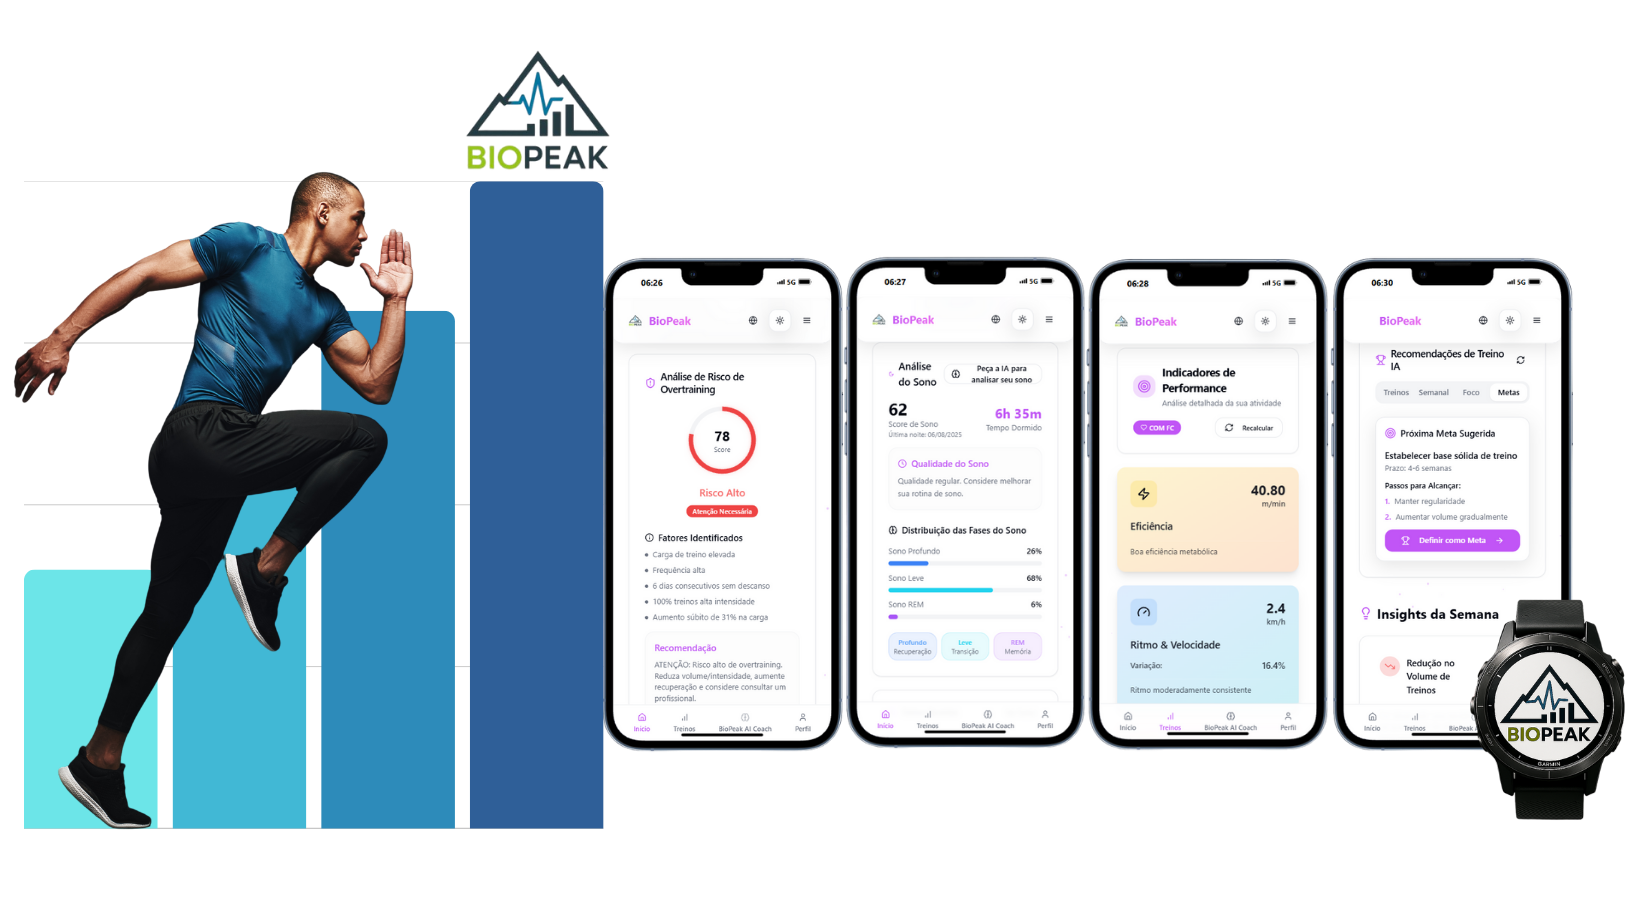 BIOPEAK
06:26
5G
BioPeak
Análise de Risco de
Overtraining
78
Score
Risco Alto
Atenção Necessária
Fatores Identificados
Carga de treino elevada
Frequência alta
6 dias consecutivos sem descanso
100% treinos alta intensidade
Aumento súbito de 31% na carga
Recomendação
ATENÇÃO: Risco alto de overtraining.
Reduza volume/intensidade, aumente
recuperação e considere consultar um
profissional.
Início
Treinos
BioPeak AI Coach
Perfil
06:27
5G
BioPeak
Análise
do Sono
Peça a IA para
analisar seu sono
62
Score de Sono
Última noite: 06/08/2025
6h 35m
Tempo Dormido
Qualidade do Sono
Qualidade regular. Considere melhorar
sua rotina de sono.
Distribuição das Fases do Sono
Sono Profundo 26%
Sono Leve 68%
Sono REM 6%
Profundo
Recuperação
Leve
Transição
REM
Memória
Início
Treinos
BioPeak AI Coach
Perfil
06:28
5G
BioPeak
Indicadores de
Performance
Análise detalhada da sua atividade
COM FC
Recalcular
40.80
m/min
Eficiência
Boa eficiência metabólica
2.4
km/h
Ritmo & Velocidade
Variação: 16.4%
Ritmo moderadamente consistente
Início
Treinos
BioPeak AI Coach
Perfil
06:30
5G
BioPeak
Recomendações de Treino
IA
Treinos Semanal Foco Metas
Próxima Meta Sugerida
Estabelecer base sólida de treino
Prazo: 4-6 semanas
Passos para Alcançar:
1. Manter regularidade
2. Aumentar volume gradualmente
Definir como Meta
Insights da Semana
Redução no
Volume de
Treinos
Início
Treinos
BioPeak
BIOPEAK
GARMIN